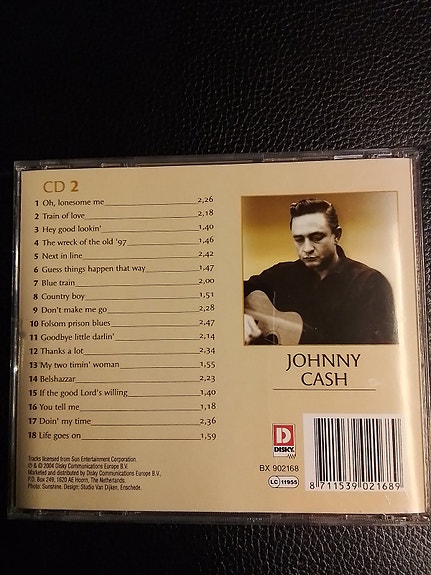 CD 2
1 Oh, lonesome me 2,26
2 Train of love 2,18
3 Hey good lookin' 1,40
4 The wreck of the old '97 1,46
5 Next in line 2,42
6 Guess things happen that way 1,47
7 Blue train 2,00
8 Country boy 1,51
9 Don't make me go 2,28
10 Folsom prison blues 2,47
11 Goodbye little darlin' 2,14
12 Thanks a lot 2,34
13 My two timin' woman 1,55
14 Belshazzar 2,23
15 If the good Lord's willing 1,40
16 You tell me 1,18
17 Doin' my time 2,36
18 Life goes on 1,59
JOHNNY
CASH
Tracks licensed from Sun Entertainment Corporation.
℗ & © 2004 Disky Communications Europe B.V.
Marketed and distributed by Disky Communications Europe B.V.,
P.O. Box 249, 1620 AE Hoorn, The Netherlands.
Photo: Sunshine. Design: Studio Van Dijken, Enschede.
D
DISKY
BX 902168
LC 11955
8 711539 021689